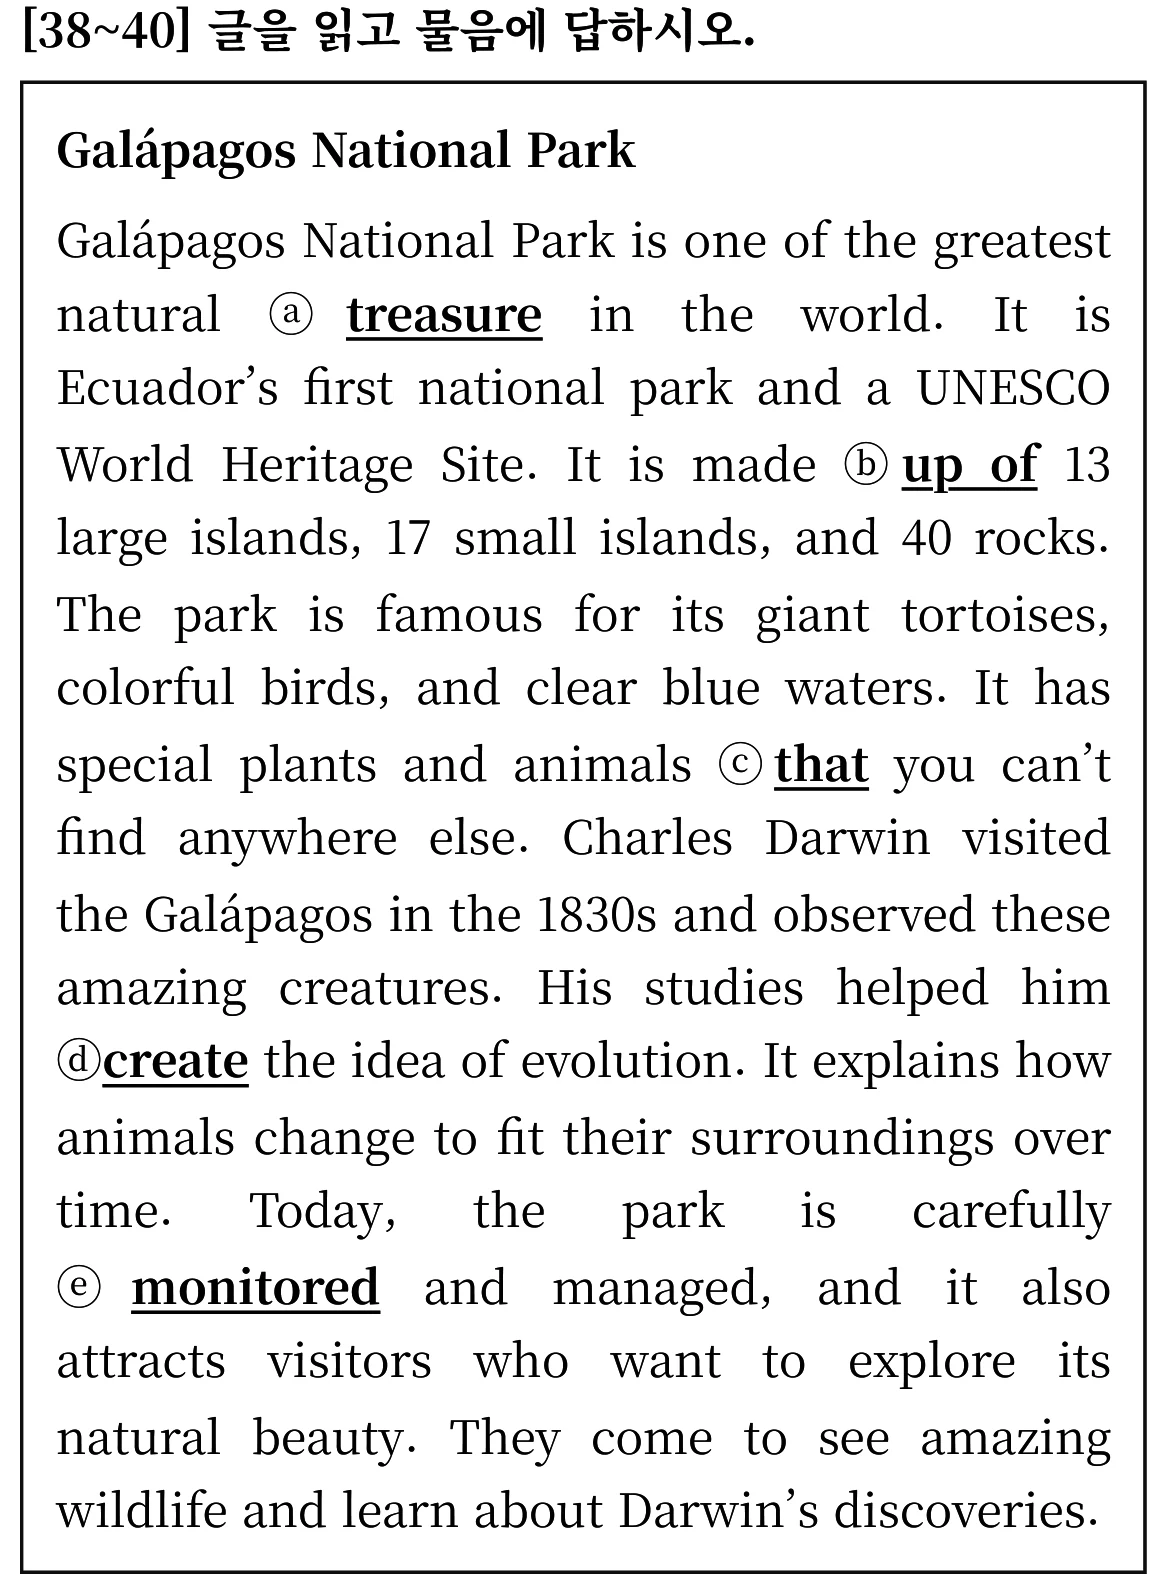 [38~40] 글을 읽고 물음에 답하시오.
Galápagos National Park
Galápagos National Park is one of the greatest
natural ⓐ treasure in the world. It is
Ecuador’s first national park and a UNESCO
World Heritage Site. It is made ⓑ up of 13
large islands, 17 small islands, and 40 rocks.
The park is famous for its giant tortoises,
colorful birds, and clear blue waters. It has
special plants and animals ⓒ that you can’t
find anywhere else. Charles Darwin visited
the Galápagos in the 1830s and observed these
amazing creatures. His studies helped him
ⓓcreate the idea of evolution. It explains how
animals change to fit their surroundings over
time. Today, the park is carefully
ⓔ monitored and managed, and it also
attracts visitors who want to explore its
natural beauty. They come to see amazing
wildlife and learn about Darwin’s discoveries.